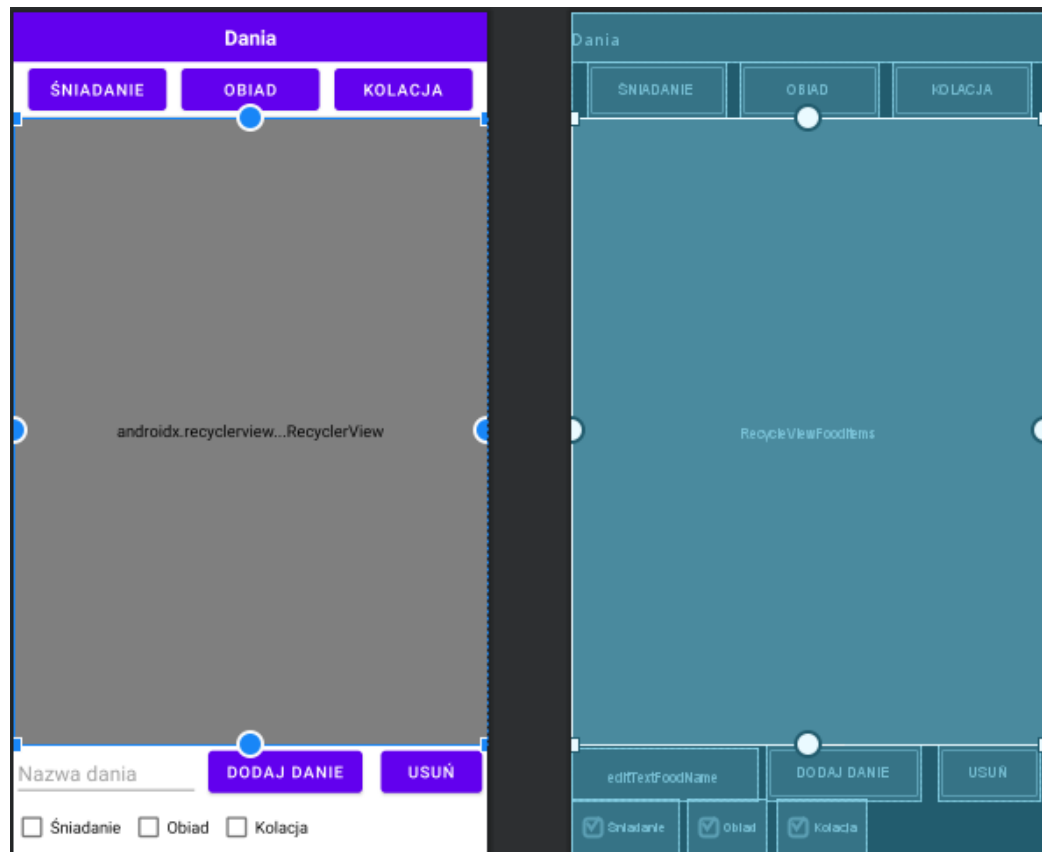 Dania
ŚNIADANIE OBIAD KOLACJA
androidx.recyclerview...RecyclerView
Nazwa dania DODAJ DANIE USUŃ
Śniadanie Obiad Kolacja
Dania
ŚNIADANIE OBIAD KOLACJA
RecycleViewFoodItems
editTextFoodName DODAJ DANIE USUŃ
Śniadanie Obiad Kolacja